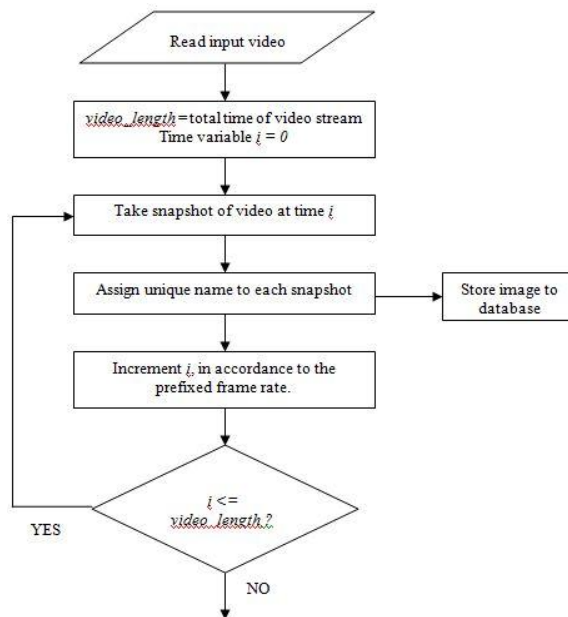 Read input video
video_length = total time of video stream
Time variable i = 0
Take snapshot of video at time i
Assign unique name to each snapshot
Store image to
database
Increment i, in accordance to the
prefixed frame rate.
i <=
video_length ?
YES
NO